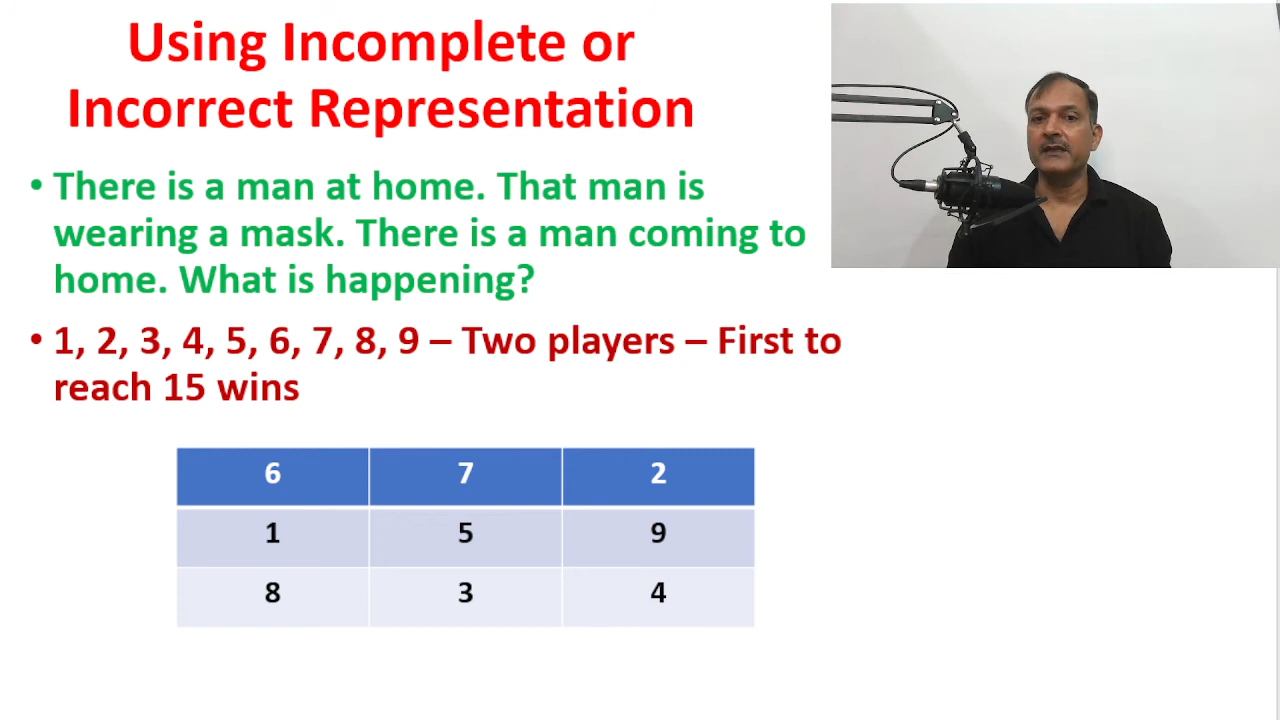 Using Incomplete or
Incorrect Representation
• There is a man at home. That man is
wearing a mask. There is a man coming to
home. What is happening?
• 1, 2, 3, 4, 5, 6, 7, 8, 9 – Two players – First to
reach 15 wins
6 7 2
1 5 9
8 3 4